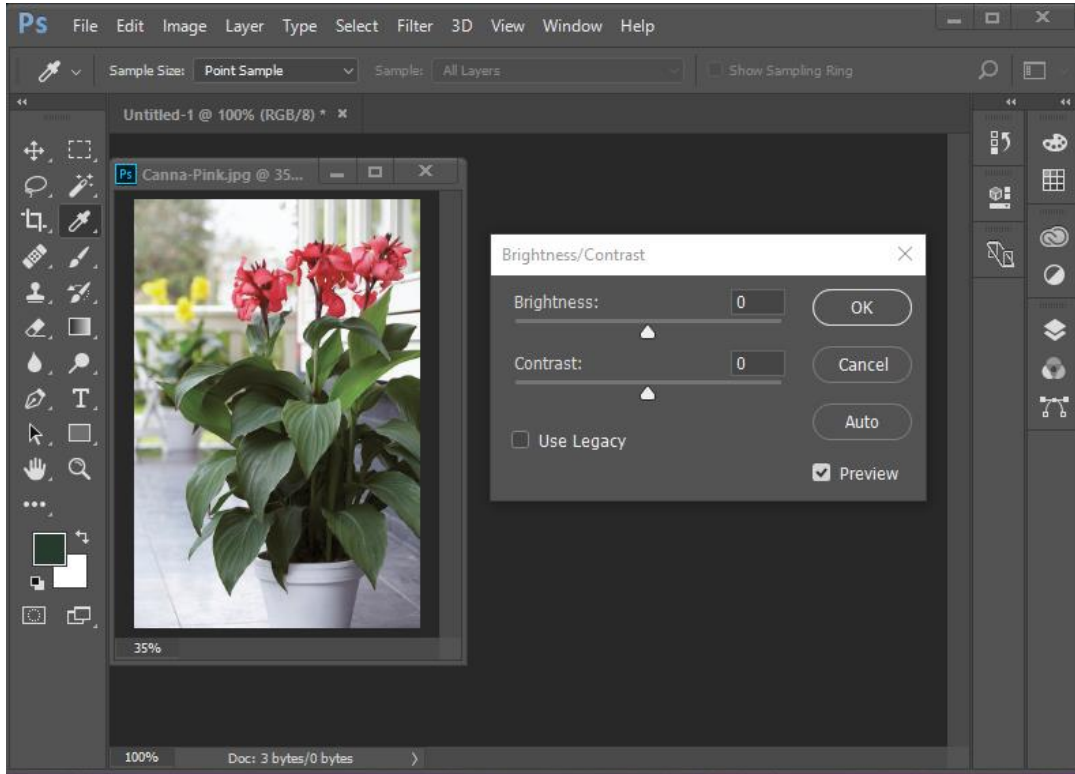 Ps File Edit Image Layer Type Select Filter 3D View Window Help
Sample Size: Point Sample Sample: All Layers Show Sampling Ring
Untitled-1 @ 100% (RGB/8) * ×
Ps Canna-Pink.jpg @ 35...
Brightness/Contrast
Brightness: 0 OK
Contrast: 0 Cancel
Auto
Use Legacy
Preview
T
35%
100% Doc: 3 bytes/0 bytes